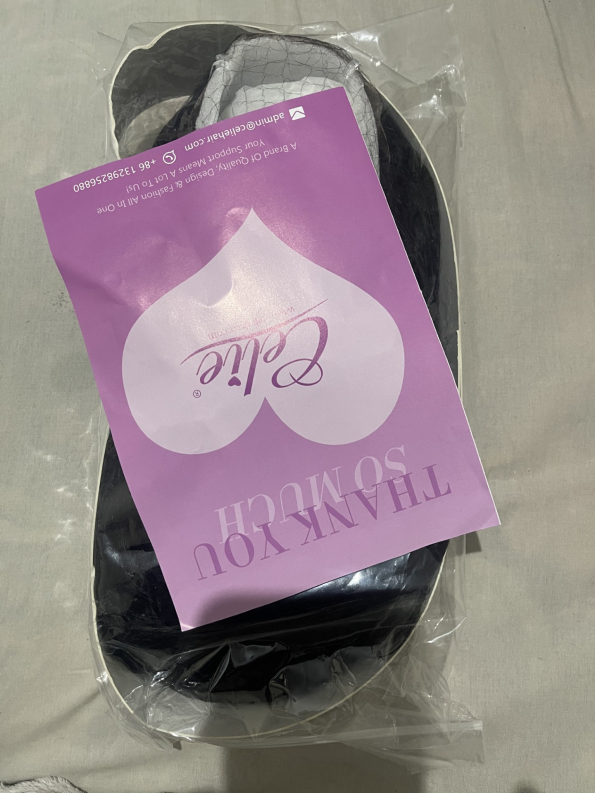 THANK YOU
SO MUCH
Celie®
A Brand Of Quality, Design & Fashion All In One
Your Support Means A Lot To Us!
admin@celiehair.com +86 13298256880